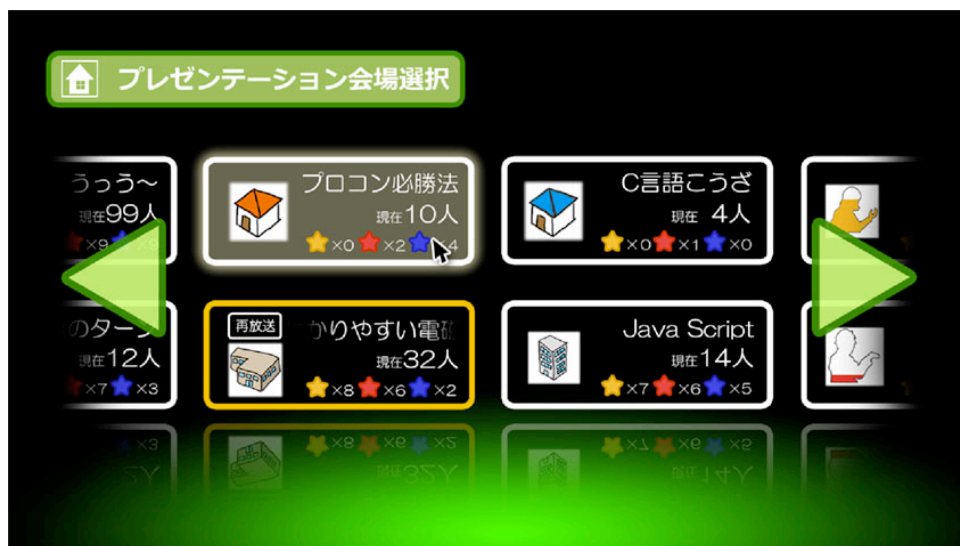 プレゼンテーション会場選択
うっう~
現在99人
×9
プロコン必勝法
現在10人
×0 ×2 ×4
C言語こうざ
現在 4人
×0 ×1 ×0
のターン
現在12人
×7 ×3
再放送 かりやすい電磁
現在32人
×8 ×6 ×2
Java Script
現在14人
×7 ×6 ×5